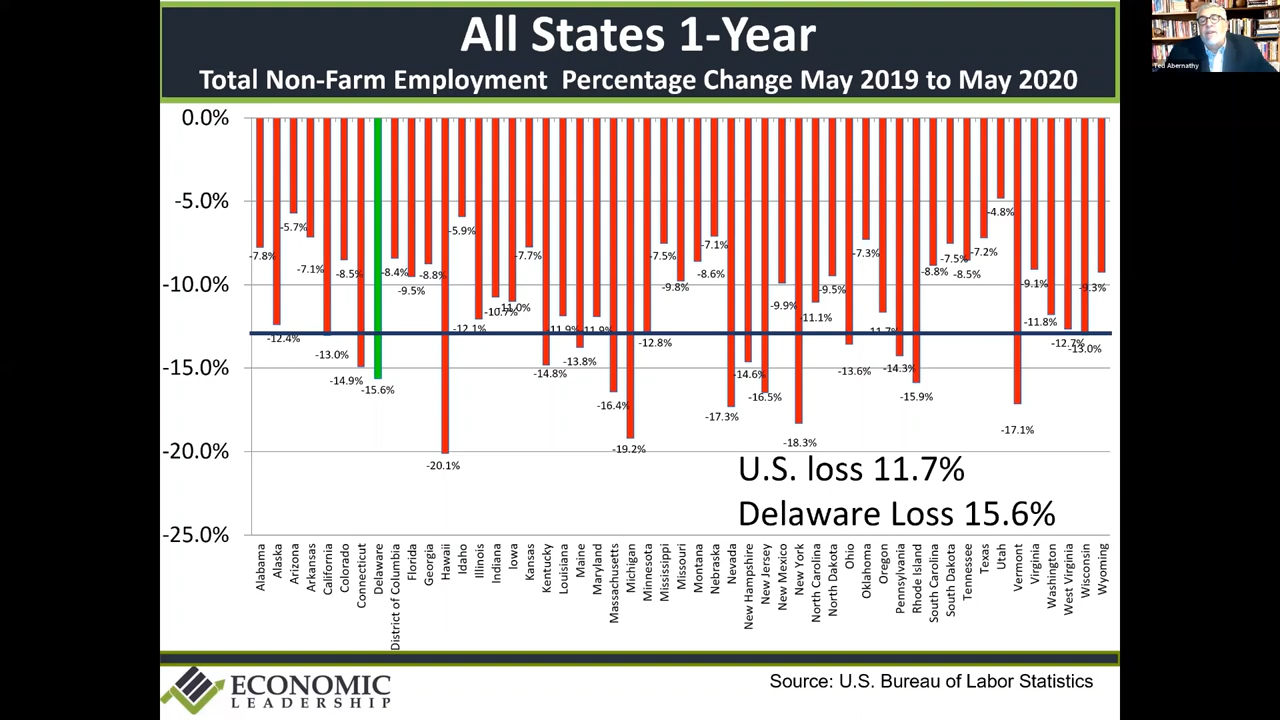 All States 1-Year
Total Non-Farm Employment Percentage Change May 2019 to May 2020
Ted Abernathy
0.0%
-5.0%
-10.0%
-15.0%
-20.0%
-25.0%
-7.8%
-12.4%
-5.7%
-7.1%
-13.0%
-8.5%
-14.9%
-15.6%
-8.4%
-9.5%
-8.8%
-20.1%
-5.9%
-12.1%
-10.7%
-11.0%
-7.7%
-14.8%
-11.9%
-13.8%
-11.9%
-16.4%
-19.2%
-12.8%
-7.5%
-9.8%
-8.6%
-7.1%
-17.3%
-14.6%
-16.5%
-9.9%
-18.3%
-11.1%
-9.5%
-13.6%
-7.3%
-11.7%
-14.3%
-15.9%
-8.8%
-7.5%
-8.5%
-7.2%
-4.8%
-17.1%
-9.1%
-11.8%
-12.7%
-13.0%
-9.3%
U.S. loss 11.7%
Delaware Loss 15.6%
Alabama
Alaska
Arizona
Arkansas
California
Colorado
Connecticut
Delaware
District of Columbia
Florida
Georgia
Hawaii
Idaho
Illinois
Indiana
Iowa
Kansas
Kentucky
Louisiana
Maine
Maryland
Massachusetts
Michigan
Minnesota
Mississippi
Missouri
Montana
Nebraska
Nevada
New Hampshire
New Jersey
New Mexico
New York
North Carolina
North Dakota
Ohio
Oklahoma
Oregon
Pennsylvania
Rhode Island
South Carolina
South Dakota
Tennessee
Texas
Utah
Vermont
Virginia
Washington
West Virginia
Wisconsin
Wyoming
ECONOMIC
LEADERSHIP
Source: U.S. Bureau of Labor Statistics